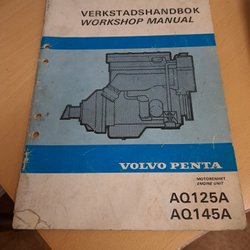 VERKSTADSHANDBOK
WORKSHOP MANUAL
VOLVO PENTA
MOTORENHET
ENGINE UNIT
AQ125A
AQ145A